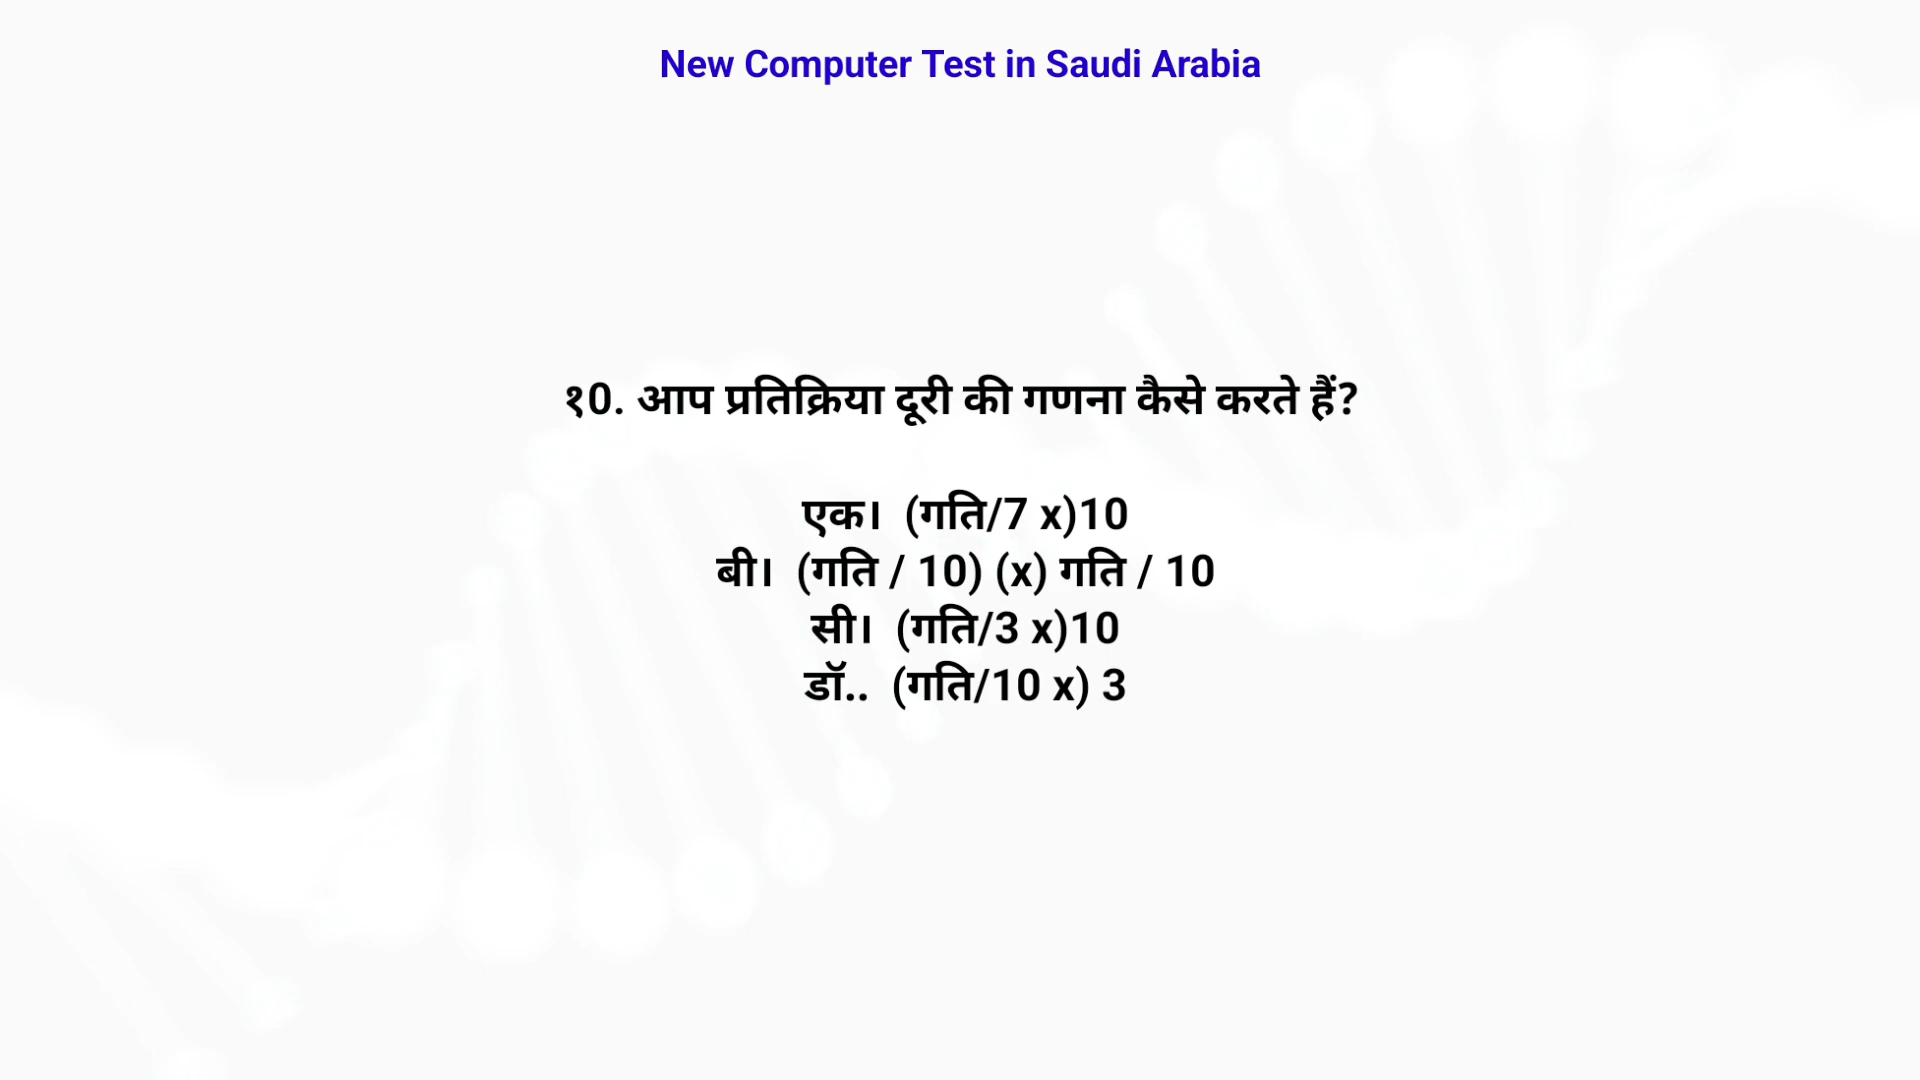 New Computer Test in Saudi Arabia
१0. आप प्रतिक्रिया दूरी की गणना कैसे करते हैं?
एक। (गति/7 x)10
बी। (गति / 10) (x) गति / 10
सी। (गति/3 x)10
डॉ.. (गति/10 x) 3